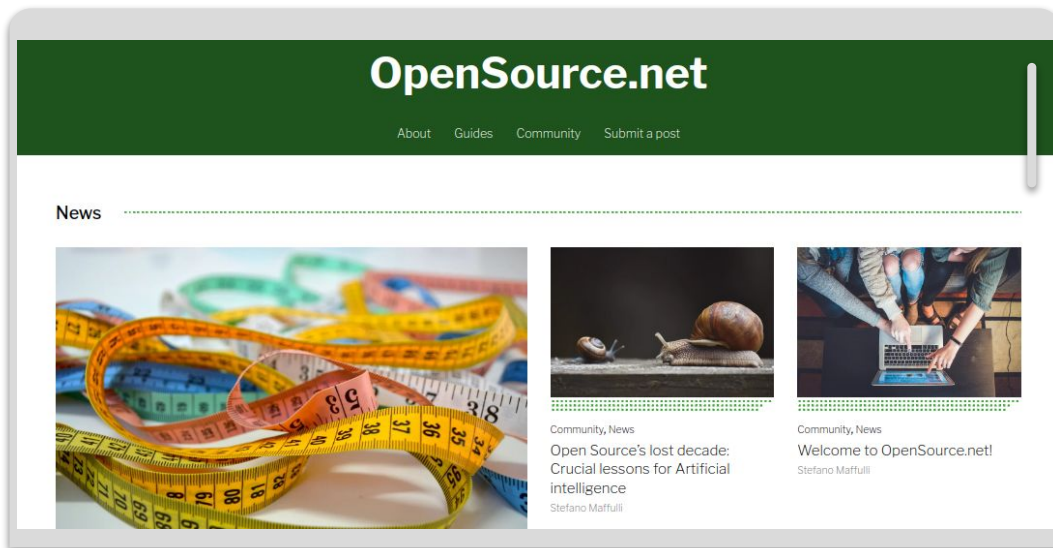 OpenSource.net
About Guides Community Submit a post
News
Community, News
Open Source’s lost decade:
Crucial lessons for Artificial
intelligence
Stefano Maffulli
Community, News
Welcome to OpenSource.net!
Stefano Maffulli